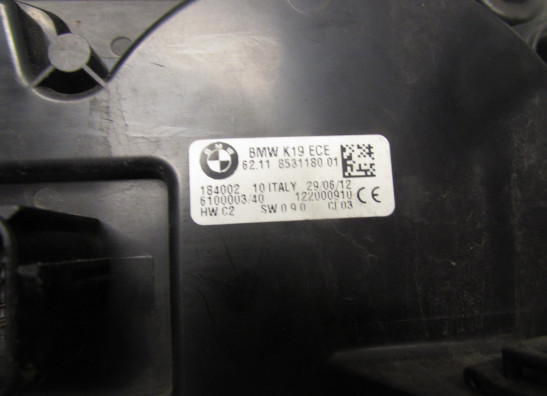 BMW K19 ECE
62.11 8531180 01
184002 10 ITALY 29/06/12
6100003/40 122000910 CE
HW C2 SW 0 9 0 CI 03